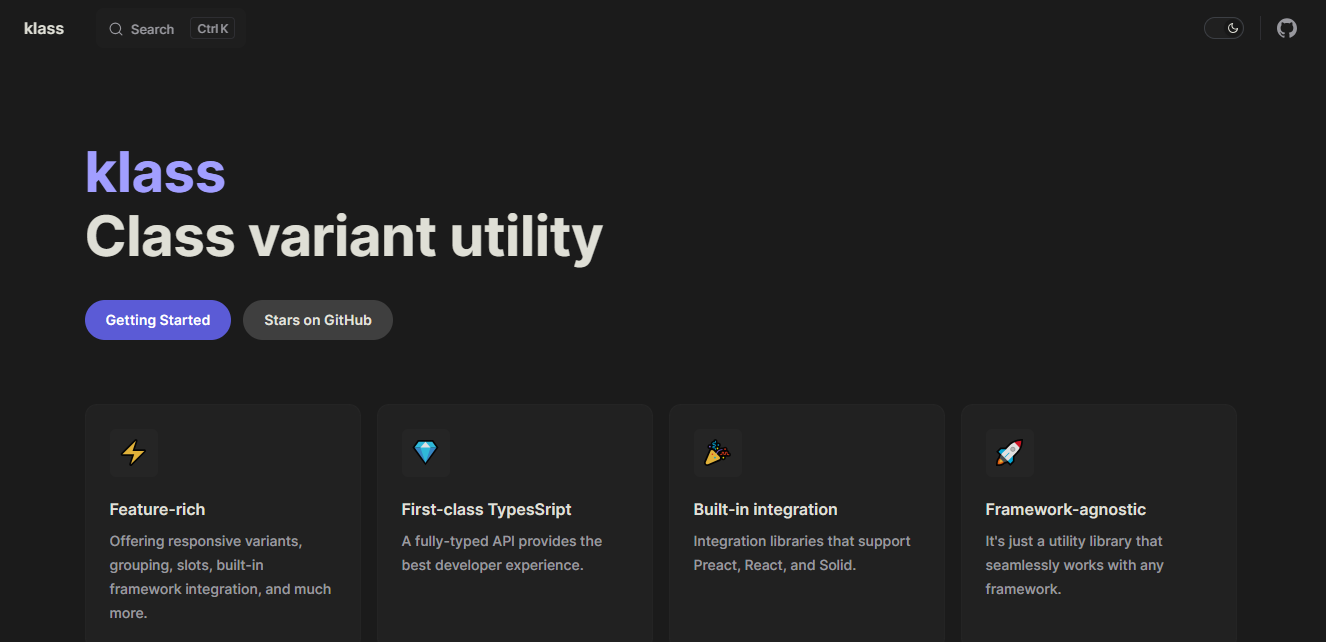 klass
Search
Ctrl K
klass
Class variant utility
Getting Started
Stars on GitHub
Feature-rich
Offering responsive variants,
grouping, slots, built-in
framework integration, and much
more.
First-class TypesSript
A fully-typed API provides the
best developer experience.
Built-in integration
Integration libraries that support
Preact, React, and Solid.
Framework-agnostic
It's just a utility library that
seamlessly works with any
framework.